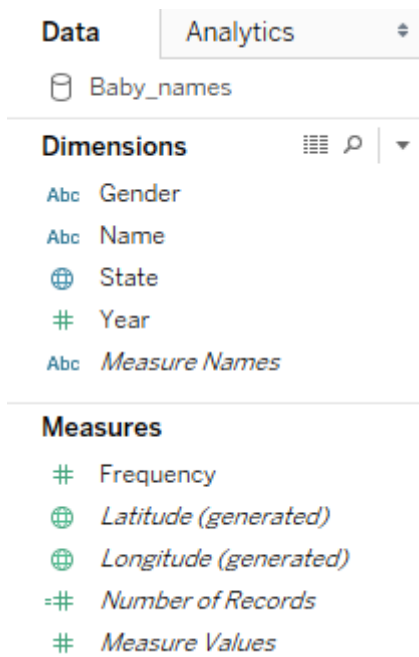 Data Analytics
Baby_names
Dimensions
Abc Gender
Abc Name
State
# Year
Abc Measure Names
Measures
# Frequency
Latitude (generated)
Longitude (generated)
=# Number of Records
# Measure Values